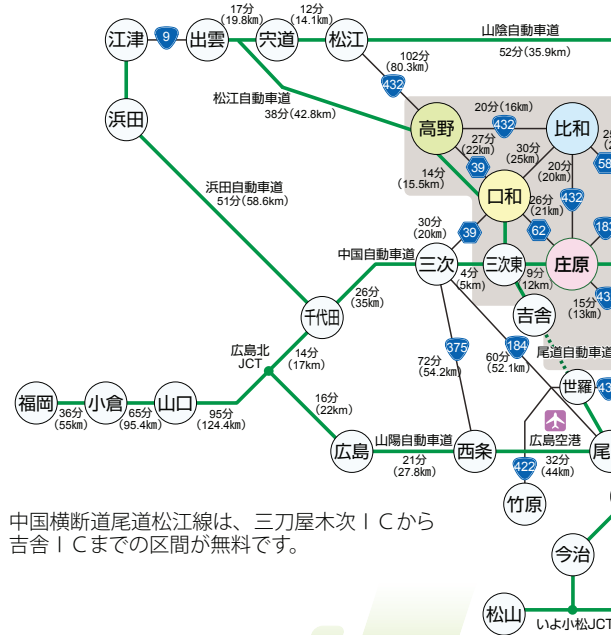 17分
(19.8km)
12分
(14.1km)
山陰自動車道
52分(35.9km)
江津
9
出雲
宍道
松江
102分
(80.3km)
432
松江自動車道
38分(42.8km)
浜田
高野
20分(16km)
432
比和
27分
(22km)
39
30分
(25km)
20分
(20km)
432
58
14分
(15.5km)
口和
26分
(21km)
62
183
浜田自動車道
51分(58.6km)
30分
(20km)
39
中国自動車道
三次
4分
(5km)
三次東
9分
(12km)
庄原
26分
(35km)
15分
(13km)
吉舎
千代田
広島北
JCT
14分
(17km)
375
72分
(54.2km)
184
60分
(52.1km)
尾道自動車道
世羅
福岡
36分
(55km)
小倉
65分
(95.4km)
山口
95分
(124.4km)
16分
(22km)
広島
山陽自動車道
21分
(27.8km)
西条
広島空港
32分
(44km)
尾
422
竹原
中国横断道尾道松江線は、三刀屋木次ＩＣから
吉舎ＩＣまでの区間が無料です。
今治
松山
いよ小松JCT